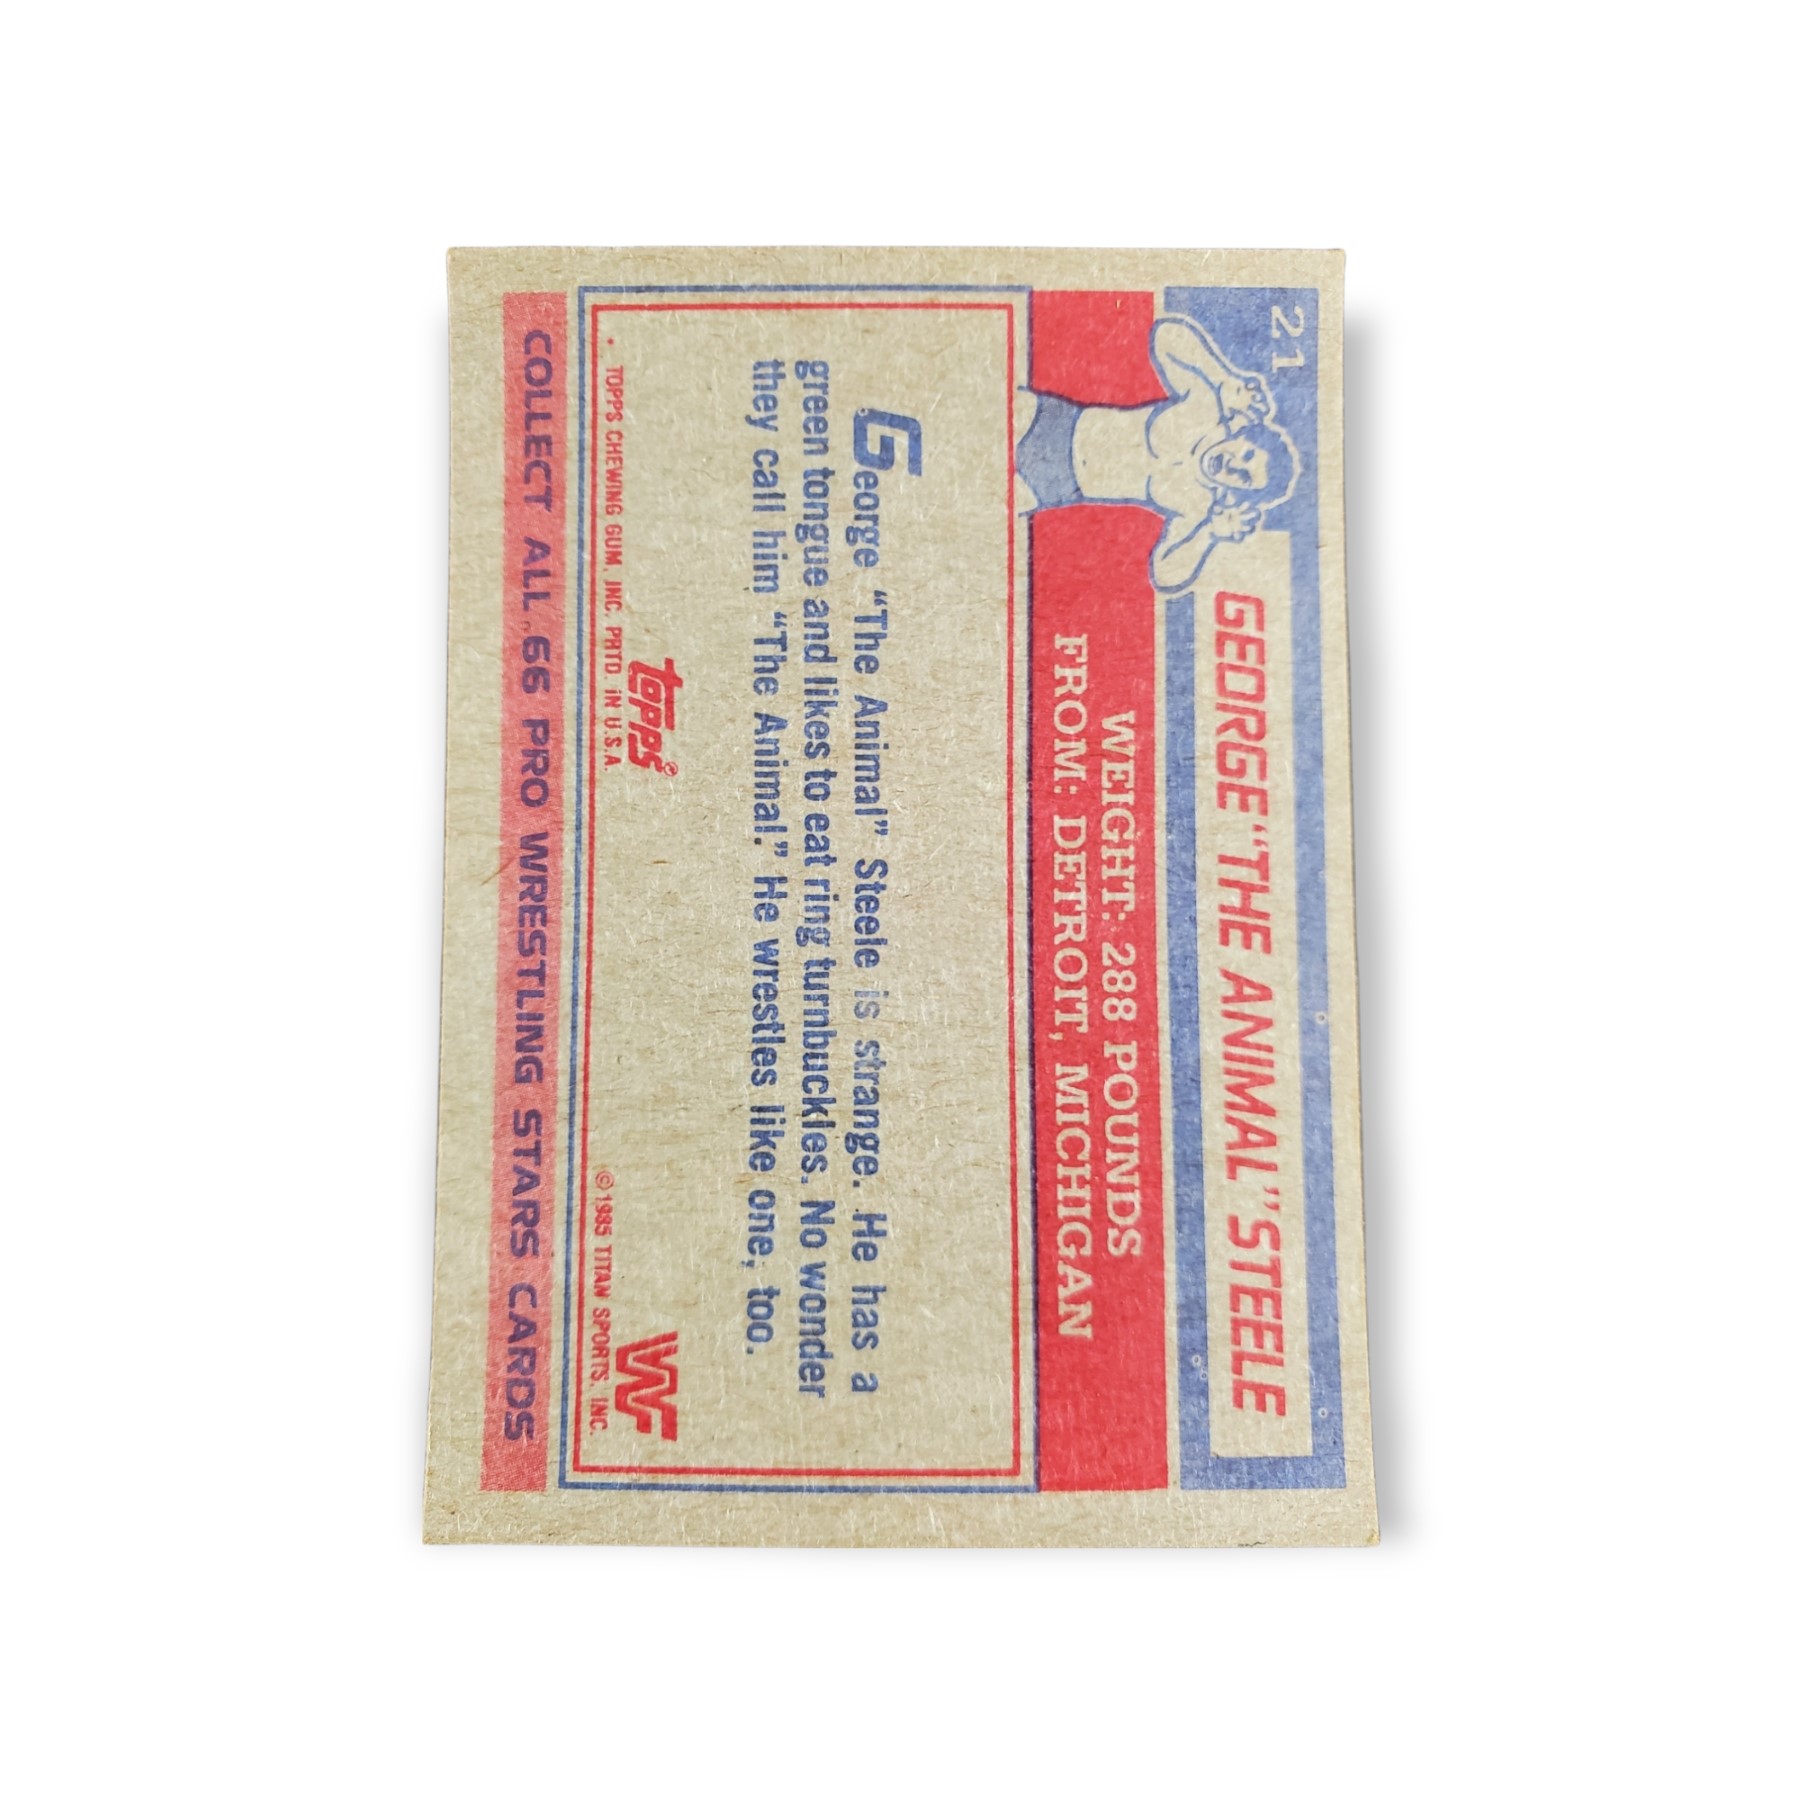 21
GEORGE "THE ANIMAL" STEELE
WEIGHT: 288 POUNDS
FROM: DETROIT, MICHIGAN
George "The Animal" Steele is strange. He has a
green tongue and likes to eat ring turnbuckles. No wonder
they call him "The Animal." He wrestles like one, too.
topps®
W
TOPPS CHEWING GUM, INC. PRTD. IN U.S.A.
© 1985 TITAN SPORTS, INC.
COLLECT ALL 66 PRO WRESTLING STARS CARDS